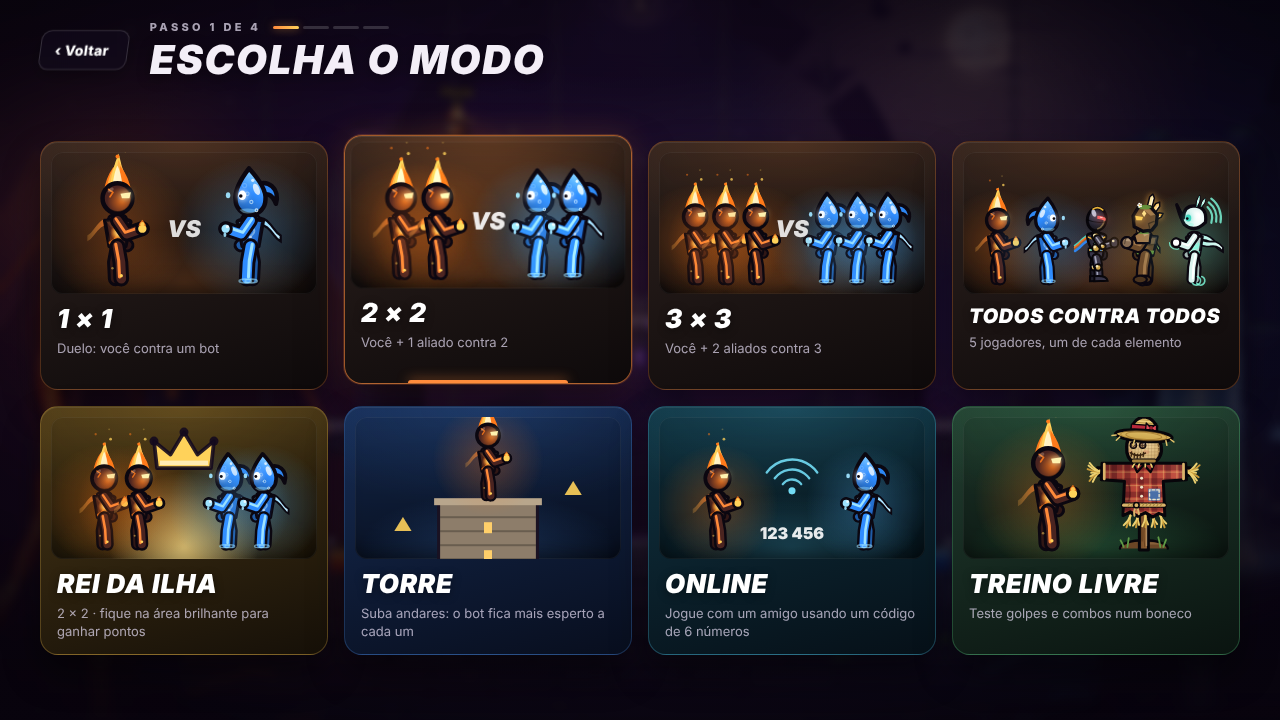 ‹ Voltar
PASSO 1 DE 4
ESCOLHA O MODO
VS
1 × 1
Duelo: você contra um bot
VS
2 × 2
Você + 1 aliado contra 2
VS
3 × 3
Você + 2 aliados contra 3
TODOS CONTRA TODOS
5 jogadores, um de cada elemento
REI DA ILHA
2 × 2 · fique na área brilhante para
ganhar pontos
TORRE
Suba andares: o bot fica mais esperto a
cada um
123 456
ONLINE
Jogue com um amigo usando um código
de 6 números
TREINO LIVRE
Teste golpes e combos num boneco